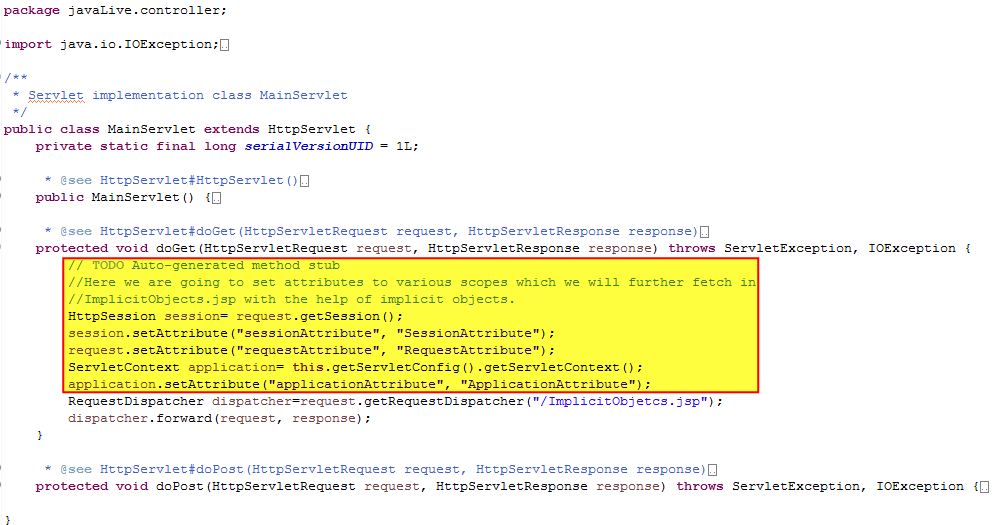 package javaLive.controller;
import java.io.IOException;
/**
* Servlet implementation class MainServlet
*/
public class MainServlet extends HttpServlet {
private static final long serialVersionUID = 1L;
* @see HttpServlet#HttpServlet()
public MainServlet() {
* @see HttpServlet#doGet(HttpServletRequest request, HttpServletResponse response)
protected void doGet(HttpServletRequest request, HttpServletResponse response) throws ServletException, IOException {
// TODO Auto-generated method stub
//Here we are going to set attributes to various scopes which we will further fetch in
//ImplicitObjects.jsp with the help of implicit objects.
HttpSession session= request.getSession();
session.setAttribute("sessionAttribute", "SessionAttribute");
request.setAttribute("requestAttribute", "RequestAttribute");
ServletContext application= this.getServletConfig().getServletContext();
application.setAttribute("applicationAttribute", "ApplicationAttribute");
RequestDispatcher dispatcher=request.getRequestDispatcher("/ImplicitObjetcs.jsp");
dispatcher.forward(request, response);
}
* @see HttpServlet#doPost(HttpServletRequest request, HttpServletResponse response)
protected void doPost(HttpServletRequest request, HttpServletResponse response) throws ServletException, IOException {
}